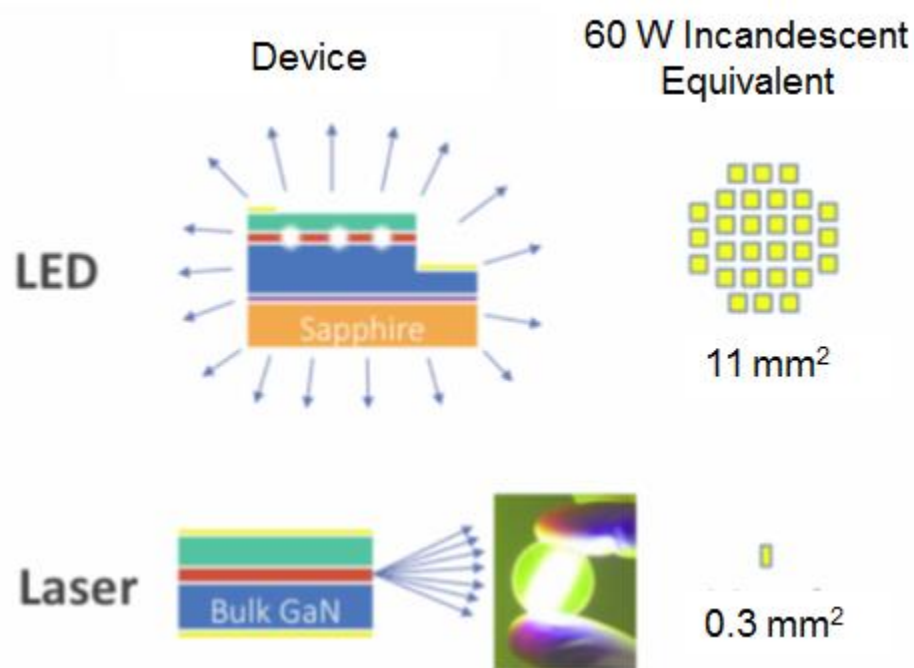 Device
60 W Incandescent
Equivalent
LED
Sapphire
11 mm²
Laser
Bulk GaN
0.3 mm²